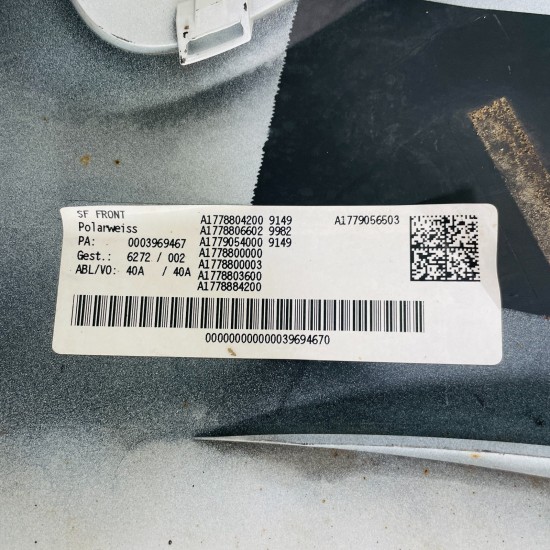 SF FRONT
Polarweiss
PA: 0003969467
Gest.: 6272 / 002
ABL/VO: 40A / 40A
A1778804200 9149
A1778806602 9982
A1779054000 9149
A1778800000
A1778800003
A1778803600
A1778884200
A1779056503
000000000000039694670